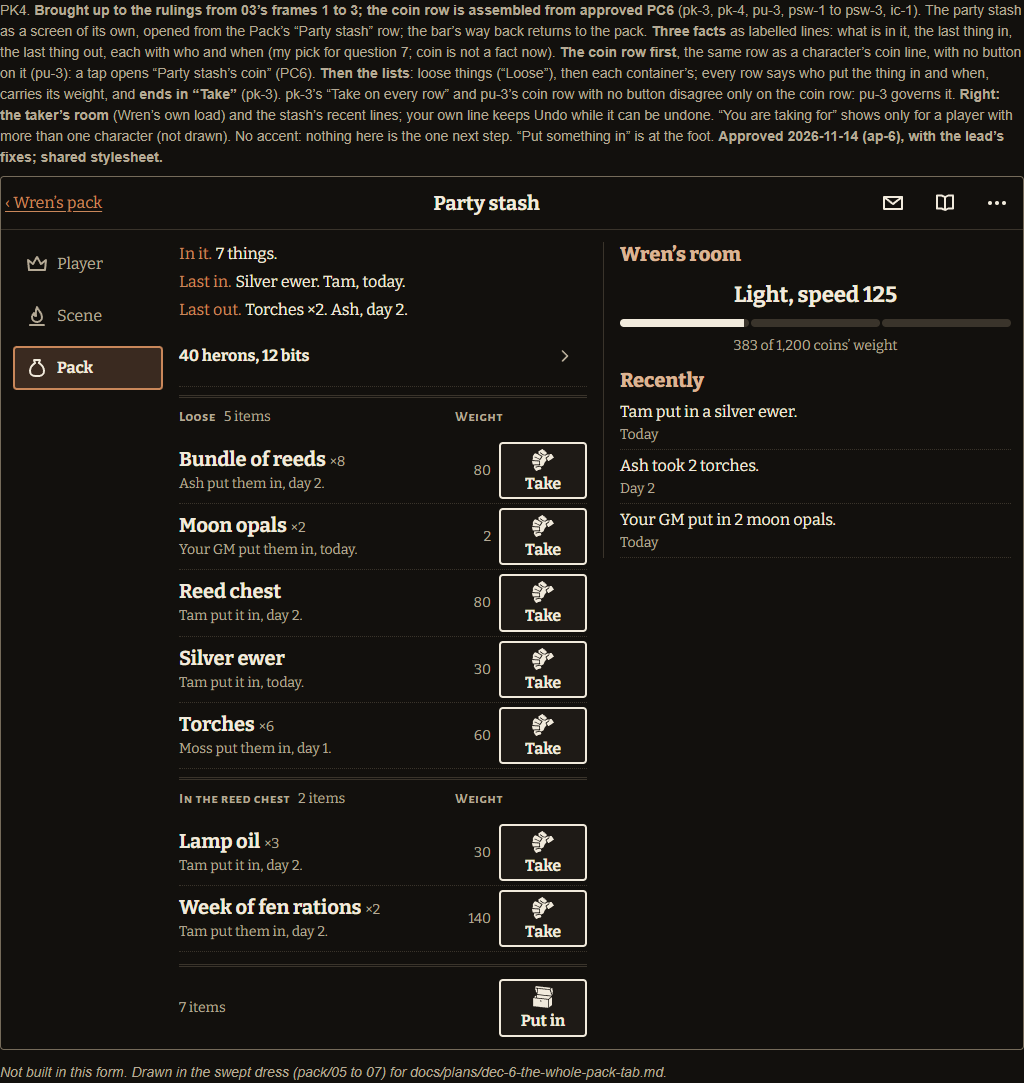 PK4. Brought up to the rulings from 03’s frames 1 to 3; the coin row is assembled from approved PC6 (pk-3, pk-4, pu-3, psw-1 to psw-3, ic-1). The party stash
as a screen of its own, opened from the Pack’s “Party stash” row; the bar’s way back returns to the pack. Three facts as labelled lines: what is in it, the last thing in,
the last thing out, each with who and when (my pick for question 7; coin is not a fact now). The coin row first, the same row as a character’s coin line, with no button
on it (pu-3): a tap opens “Party stash’s coin” (PC6). Then the lists: loose things (“Loose”), then each container’s; every row says who put the thing in and when,
carries its weight, and ends in “Take” (pk-3). pk-3’s “Take on every row” and pu-3’s coin row with no button disagree only on the coin row: pu-3 governs it. Right:
the taker’s room (Wren’s own load) and the stash’s recent lines; your own line keeps Undo while it can be undone. “You are taking for” shows only for a player with
more than one character (not drawn). No accent: nothing here is the one next step. “Put something in” is at the foot. Approved 2026-11-14 (ap-6), with the lead’s
fixes; shared stylesheet.
‹ Wren’s pack
Party stash
Player
Scene
Pack
In it. 7 things.
Last in. Silver ewer. Tam, today.
Last out. Torches ×2. Ash, day 2.
40 herons, 12 bits
Loose 5 items Weight
Bundle of reeds ×8
Ash put them in, day 2.
80
Take
Moon opals ×2
Your GM put them in, today.
2
Take
Reed chest
Tam put it in, day 2.
80
Take
Silver ewer
Tam put it in, today.
30
Take
Torches ×6
Moss put them in, day 1.
60
Take
In the reed chest 2 items Weight
Lamp oil ×3
Tam put it in, day 2.
30
Take
Week of fen rations ×2
Tam put them in, day 2.
140
Take
7 items
Put in
Wren’s room
Light, speed 125
383 of 1,200 coins’ weight
Recently
Tam put in a silver ewer.
Today
Ash took 2 torches.
Day 2
Your GM put in 2 moon opals.
Today
Not built in this form. Drawn in the swept dress (pack/05 to 07) for docs/plans/dec-6-the-whole-pack-tab.md.